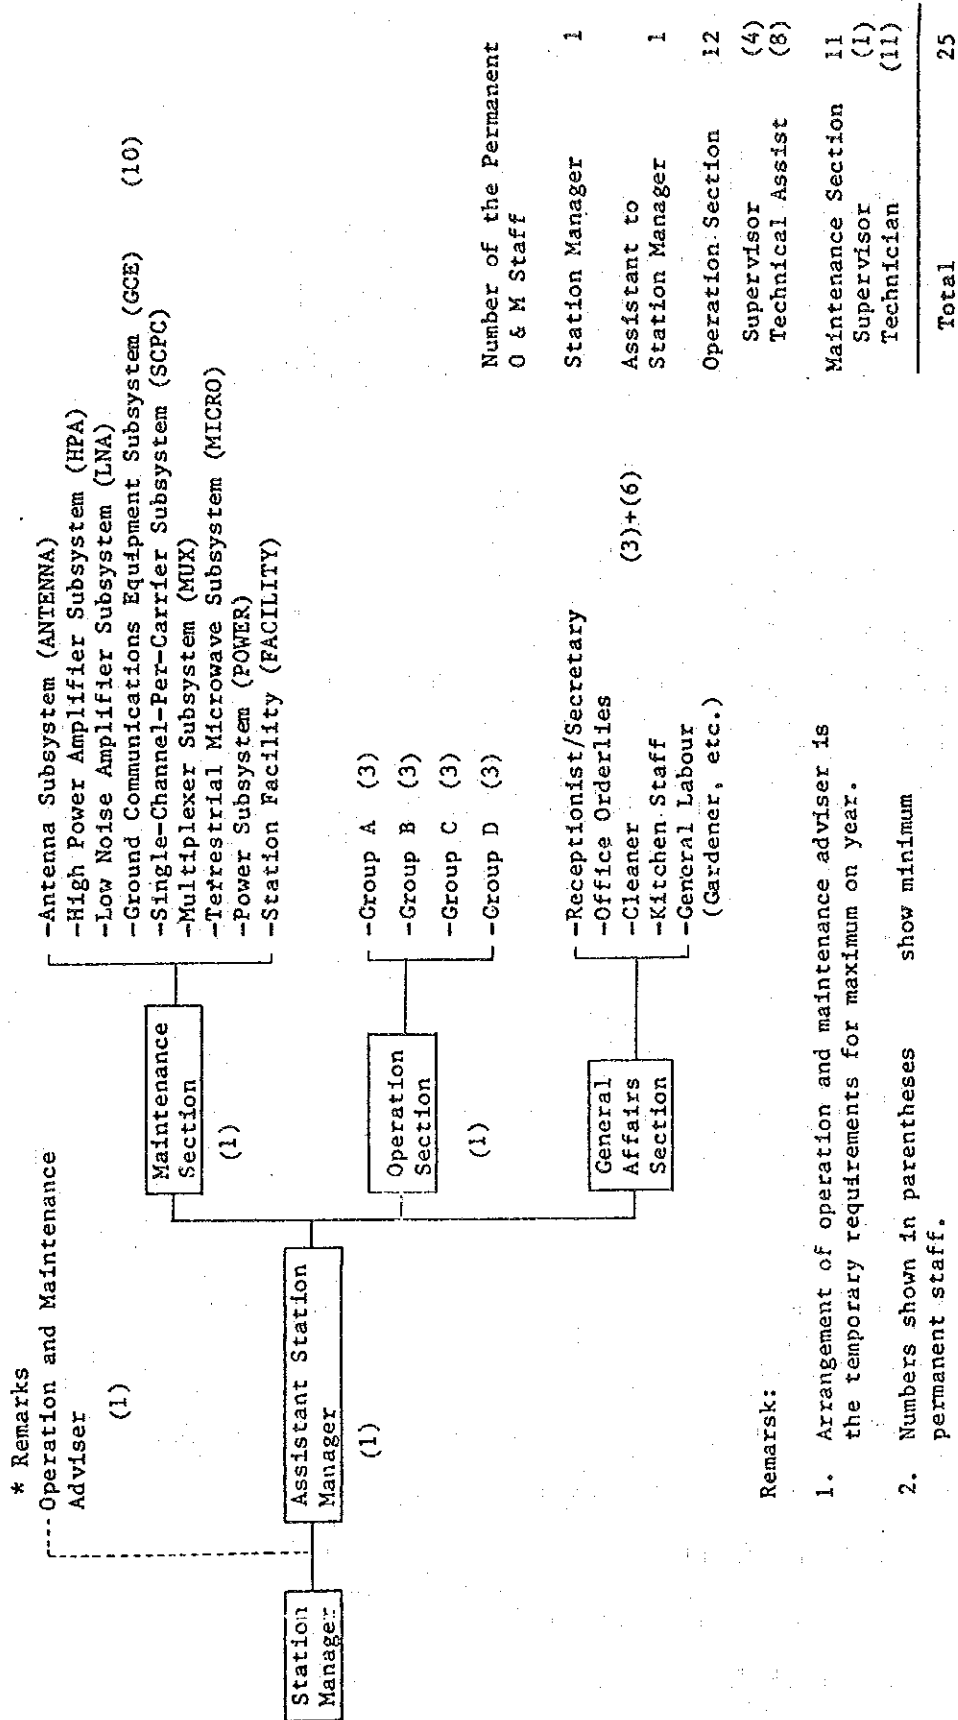 * Remarks
Operation and Maintenance
Adviser
(1)
Station
Manager
Assistant Station
Manager
(1)
Maintenance
Section
(1)
-Antenna Subsystem (ANTENNA)
-High Power Amplifier Subsystem (HPA)
-Low Noise Amplifier Subsystem (LNA)
-Ground Communications Equipment Subsystem (GCE) (10)
-Single-Channel-Per-Carrier Subsystem (SCPC)
-Multiplexer Subsystem (MUX)
-Terrestrial Microwave Subsystem (MICRO)
-Power Subsystem (POWER)
-Station Facility (FACILITY)
Operation
Section
(1)
-Group A (3)
-Group B (3)
-Group C (3)
-Group D (3)
General
Affairs
Section
-Receptionist/Secretary
-Office Orderlies
-Cleaner (3)+(6)
-Kitchen Staff
-General Labour
(Gardener, etc.)
Number of the Permanent
O & M Staff
Station Manager 1
Assistant to
Station Manager 1
Operation Section 12
Supervisor (4)
Technical Assist (8)
Maintenance Section 11
Supervisor (1)
Technician (11)
Total 25
Remarsk:
1. Arrangement of operation and maintenance adviser is
the temporary requirements for maximum on year.
2. Numbers shown in parentheses show minimum
permanent staff.